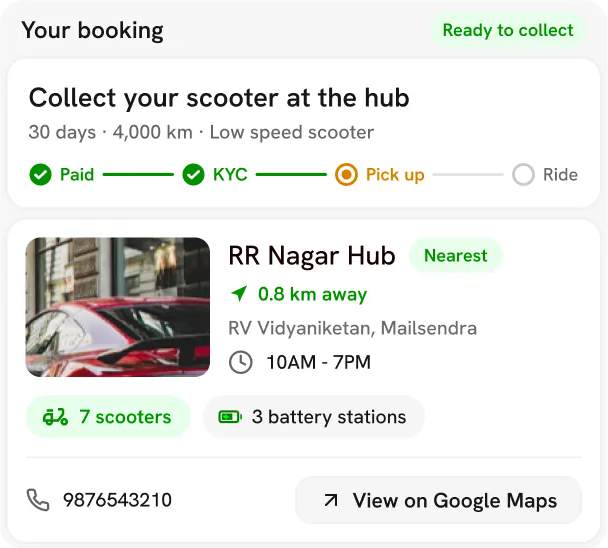 Your booking
Ready to collect
Collect your scooter at the hub
30 days · 4,000 km · Low speed scooter
Paid
KYC
Pick up
Ride
RR Nagar Hub
Nearest
0.8 km away
RV Vidyaniketan, Mailsendra
10AM - 7PM
7 scooters
3 battery stations
9876543210
View on Google Maps